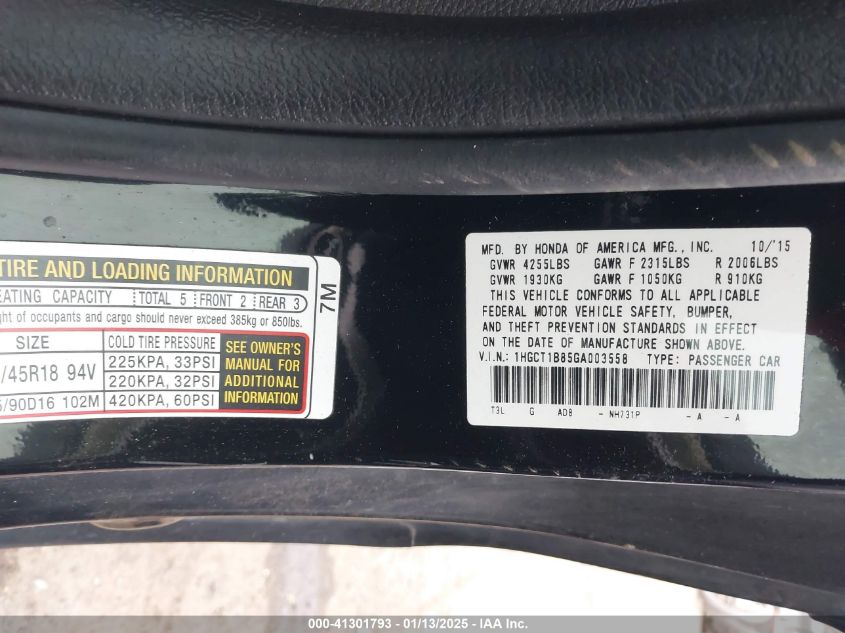 TIRE AND LOADING INFORMATION
EATING CAPACITY TOTAL 5 FRONT 2 REAR 3
ght of occupants and cargo should never exceed 385kg or 850lbs.
SIZE COLD TIRE PRESSURE
/45R18 94V 225KPA, 33PSI
220KPA, 32PSI
/90D16 102M 420KPA, 60PSI
SEE OWNER'S
MANUAL FOR
ADDITIONAL
INFORMATION
7M
MFD. BY HONDA OF AMERICA MFG., INC. 10/'15
GVWR 4255LBS GAWR F 2315LBS R 2006LBS
GVWR 1930KG GAWR F 1050KG R 910KG
THIS VEHICLE CONFORMS TO ALL APPLICABLE
FEDERAL MOTOR VEHICLE SAFETY, BUMPER,
AND THEFT PREVENTION STANDARDS IN EFFECT
ON THE DATE OF MANUFACTURE SHOWN ABOVE.
V.I.N.: 1HGCT1B85GA003558 TYPE: PASSENGER CAR
T3L G AD8 - NH731P - A - A
000-41301793 - 01/13/2025 - IAA Inc.